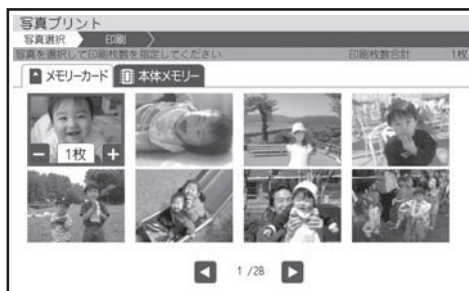 写真プリント
写真選択 印刷
写真を選択して印刷枚数を指定してください 印刷枚数合計 1枚
メモリーカード 本体メモリー
− 1枚 +
1 /28